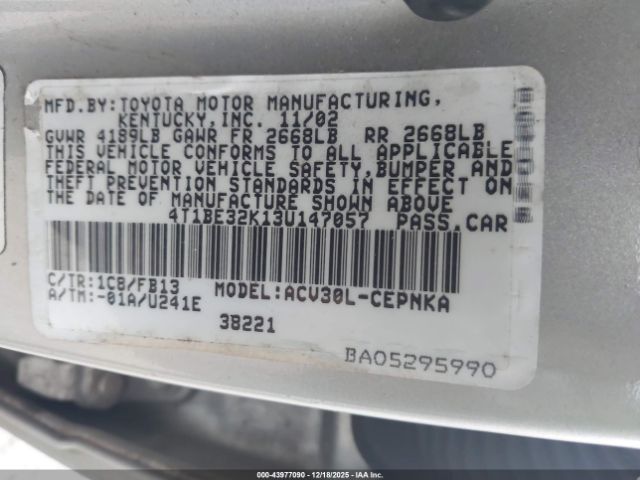 MFD.BY:TOYOTA MOTOR MANUFACTURING,
KENTUCKY, INC. 11/02
GVWR 4189LB GAWR FR 2668LB RR 2668LB
THIS VEHICLE CONFORMS TO ALL APPLICABLE
FEDERAL MOTOR VEHICLE SAFETY, BUMPER AND
THEFT PREVENTION STANDARDS IN EFFECT ON
THE DATE OF MANUFACTURE SHOWN ABOVE
4T1BE32K13U147057 PASS.CAR
C/TR:1C8/FB13 MODEL:ACV30L-CEPNKA
A/TM:-01A/U241E
38221
BA05295990
000-43977090 - 12/18/2025 - IAA Inc.